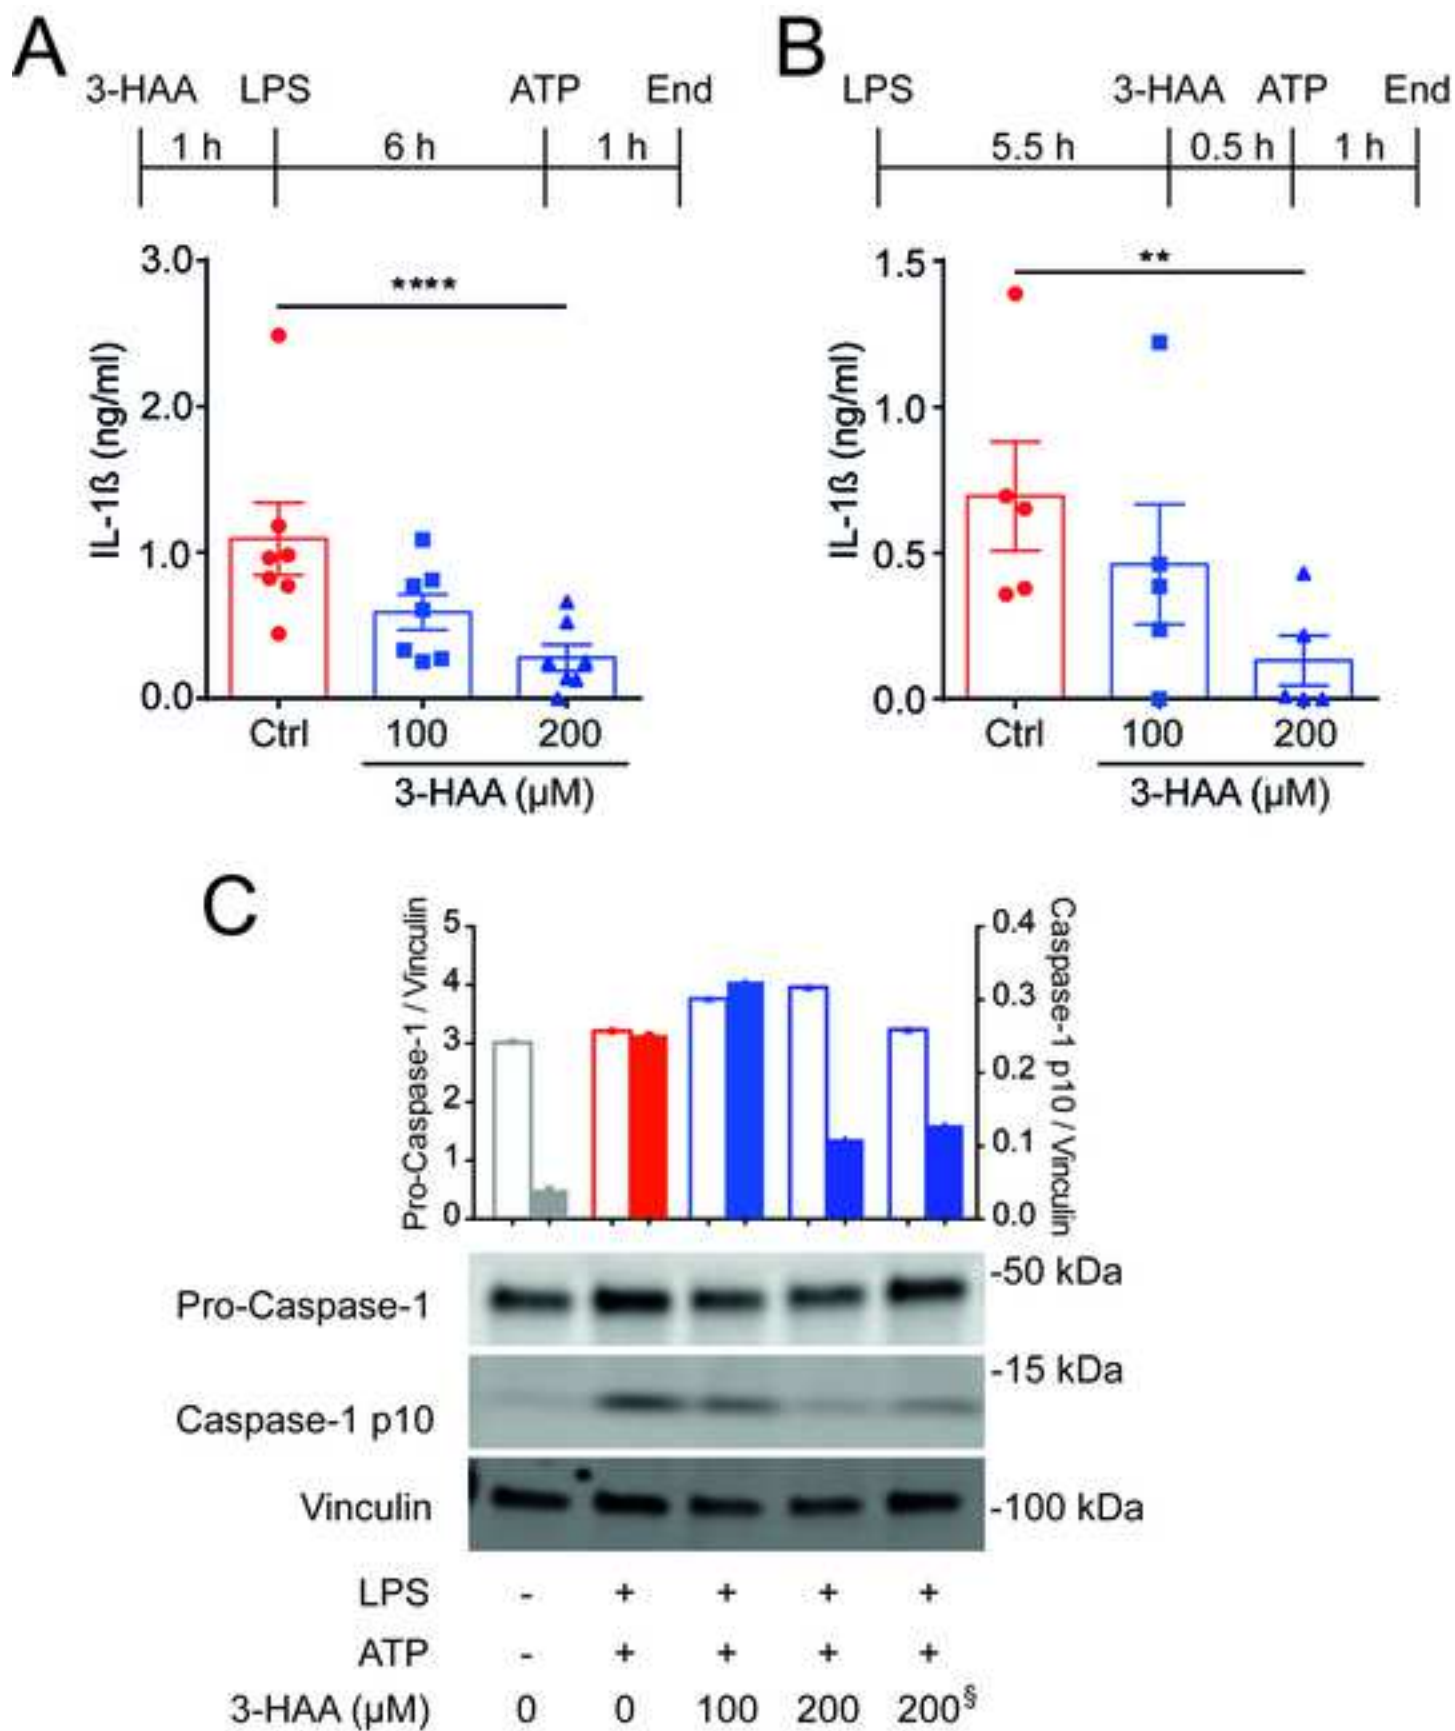 A
3-HAA LPS ATP End
1 h 6 h 1 h
3.0
2.0
1.0
0.0
IL-1ß (ng/ml)
****
Ctrl 100 200
3-HAA (µM)
B
LPS 3-HAA ATP End
5.5 h 0.5 h 1 h
1.5
1.0
0.5
0.0
IL-1ß (ng/ml)
**
Ctrl 100 200
3-HAA (µM)
C
Pro-Caspase-1 / Vinculin
5
4
3
2
1
0
0.4
0.3
0.2
0.1
0.0
Caspase-1 p10 / Vinculin
Pro-Caspase-1 -50 kDa
-15 kDa
Caspase-1 p10
Vinculin -100 kDa
LPS - + + + +
ATP - + + + +
3-HAA (µM) 0 0 100 200 200§